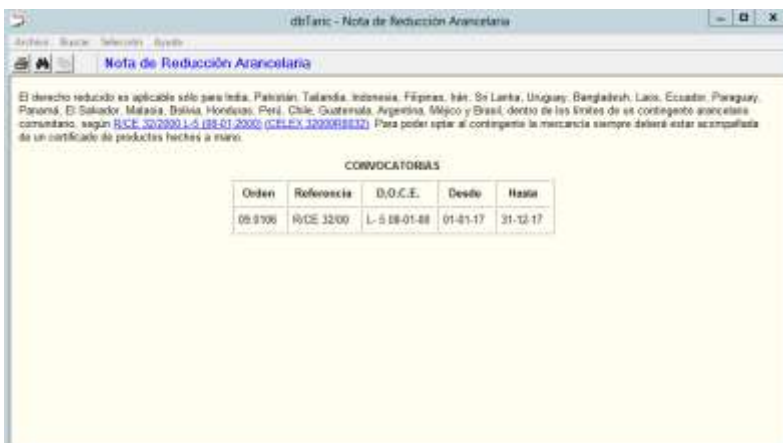 dbTaric - Nota de Reducción Arancelaria
Archivo Buscar Selección Ayuda
Nota de Reducción Arancelaria
El derecho reducido es aplicable sólo para India, Pakistán, Tailandia, Indonesia, Filipinas, Irán, Sri Lanka, Uruguay, Bangladesh, Laos, Ecuador, Paraguay,
Panamá, El Salvador, Malasia, Bolivia, Honduras, Perú, Chile, Guatemala, Argentina, Méjico y Brasil, dentro de los límites de un contingente arancelario
comunitario, según R/CE 32/2000 L-5 (08-01-2000) (CELEX 32000R0032). Para poder optar al contingente la mercancía siempre deberá estar acompañada
de un certificado de productos hechos a mano.
CONVOCATORIAS
Orden Referencia D.O.C.E. Desde Hasta
09.0106 R/CE 32/00 L- 5 08-01-00 01-01-17 31-12-17